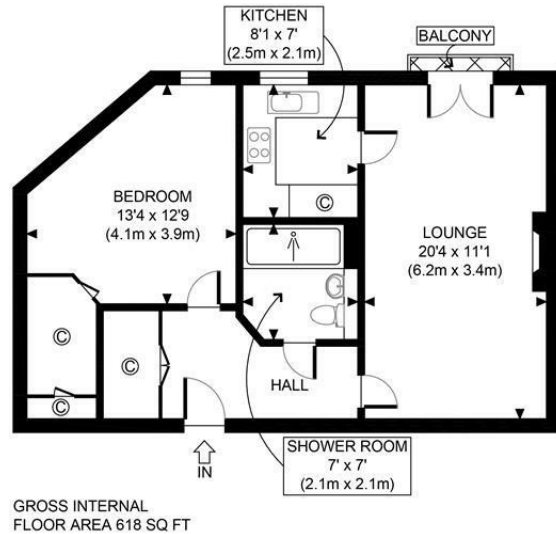 KITCHEN
8'1 x 7'
(2.5m x 2.1m)
BALCONY
BEDROOM
13'4 x 12'9
(4.1m x 3.9m)
LOUNGE
20'4 x 11'1
(6.2m x 3.4m)
C
C
C
C
HALL
IN
SHOWER ROOM
7' x 7'
(2.1m x 2.1m)
GROSS INTERNAL
FLOOR AREA 618 SQ FT